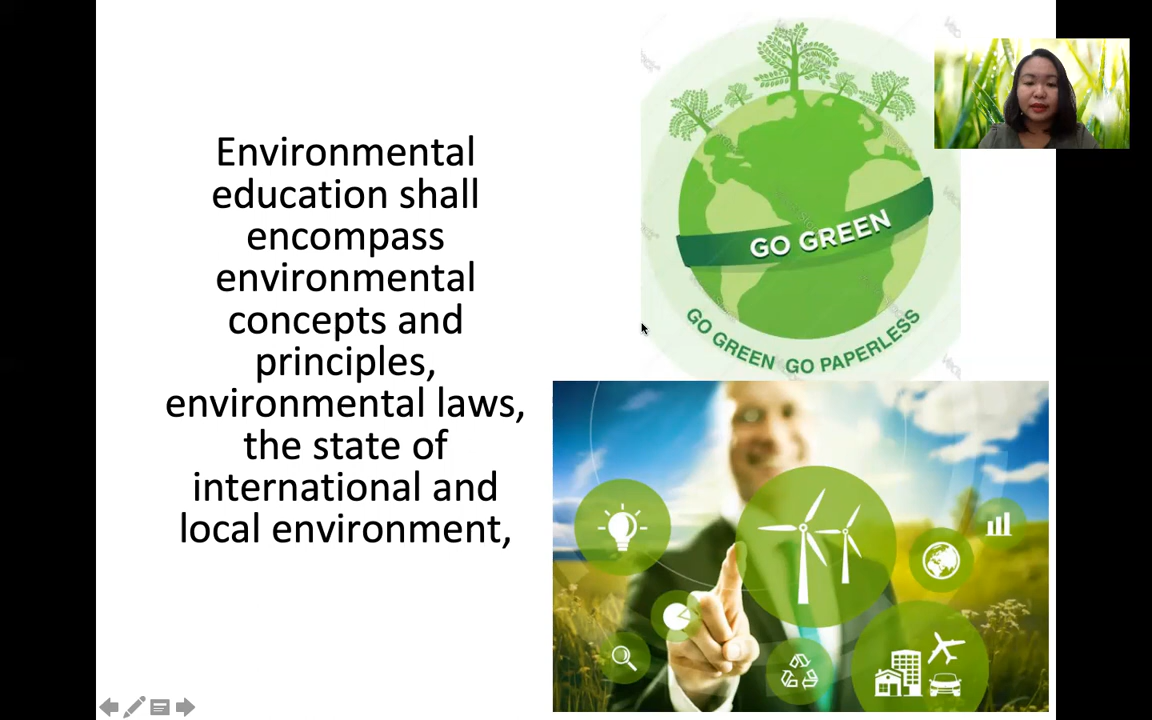 Environmental
education shall
encompass
environmental
concepts and
principles,
environmental laws,
the state of
international and
local environment,
GO GREEN
GO GREEN GO PAPERLESS